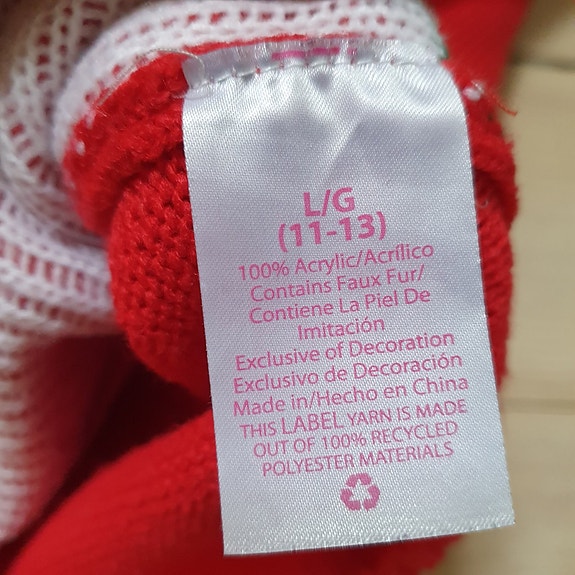 L/G
(11-13)
100% Acrylic/Acrílico
Contains Faux Fur/
Contiene La Piel De
Imitación
Exclusive of Decoration
Exclusivo de Decoración
Made in/Hecho en China
THIS LABEL YARN IS MADE
OUT OF 100% RECYCLED
POLYESTER MATERIALS